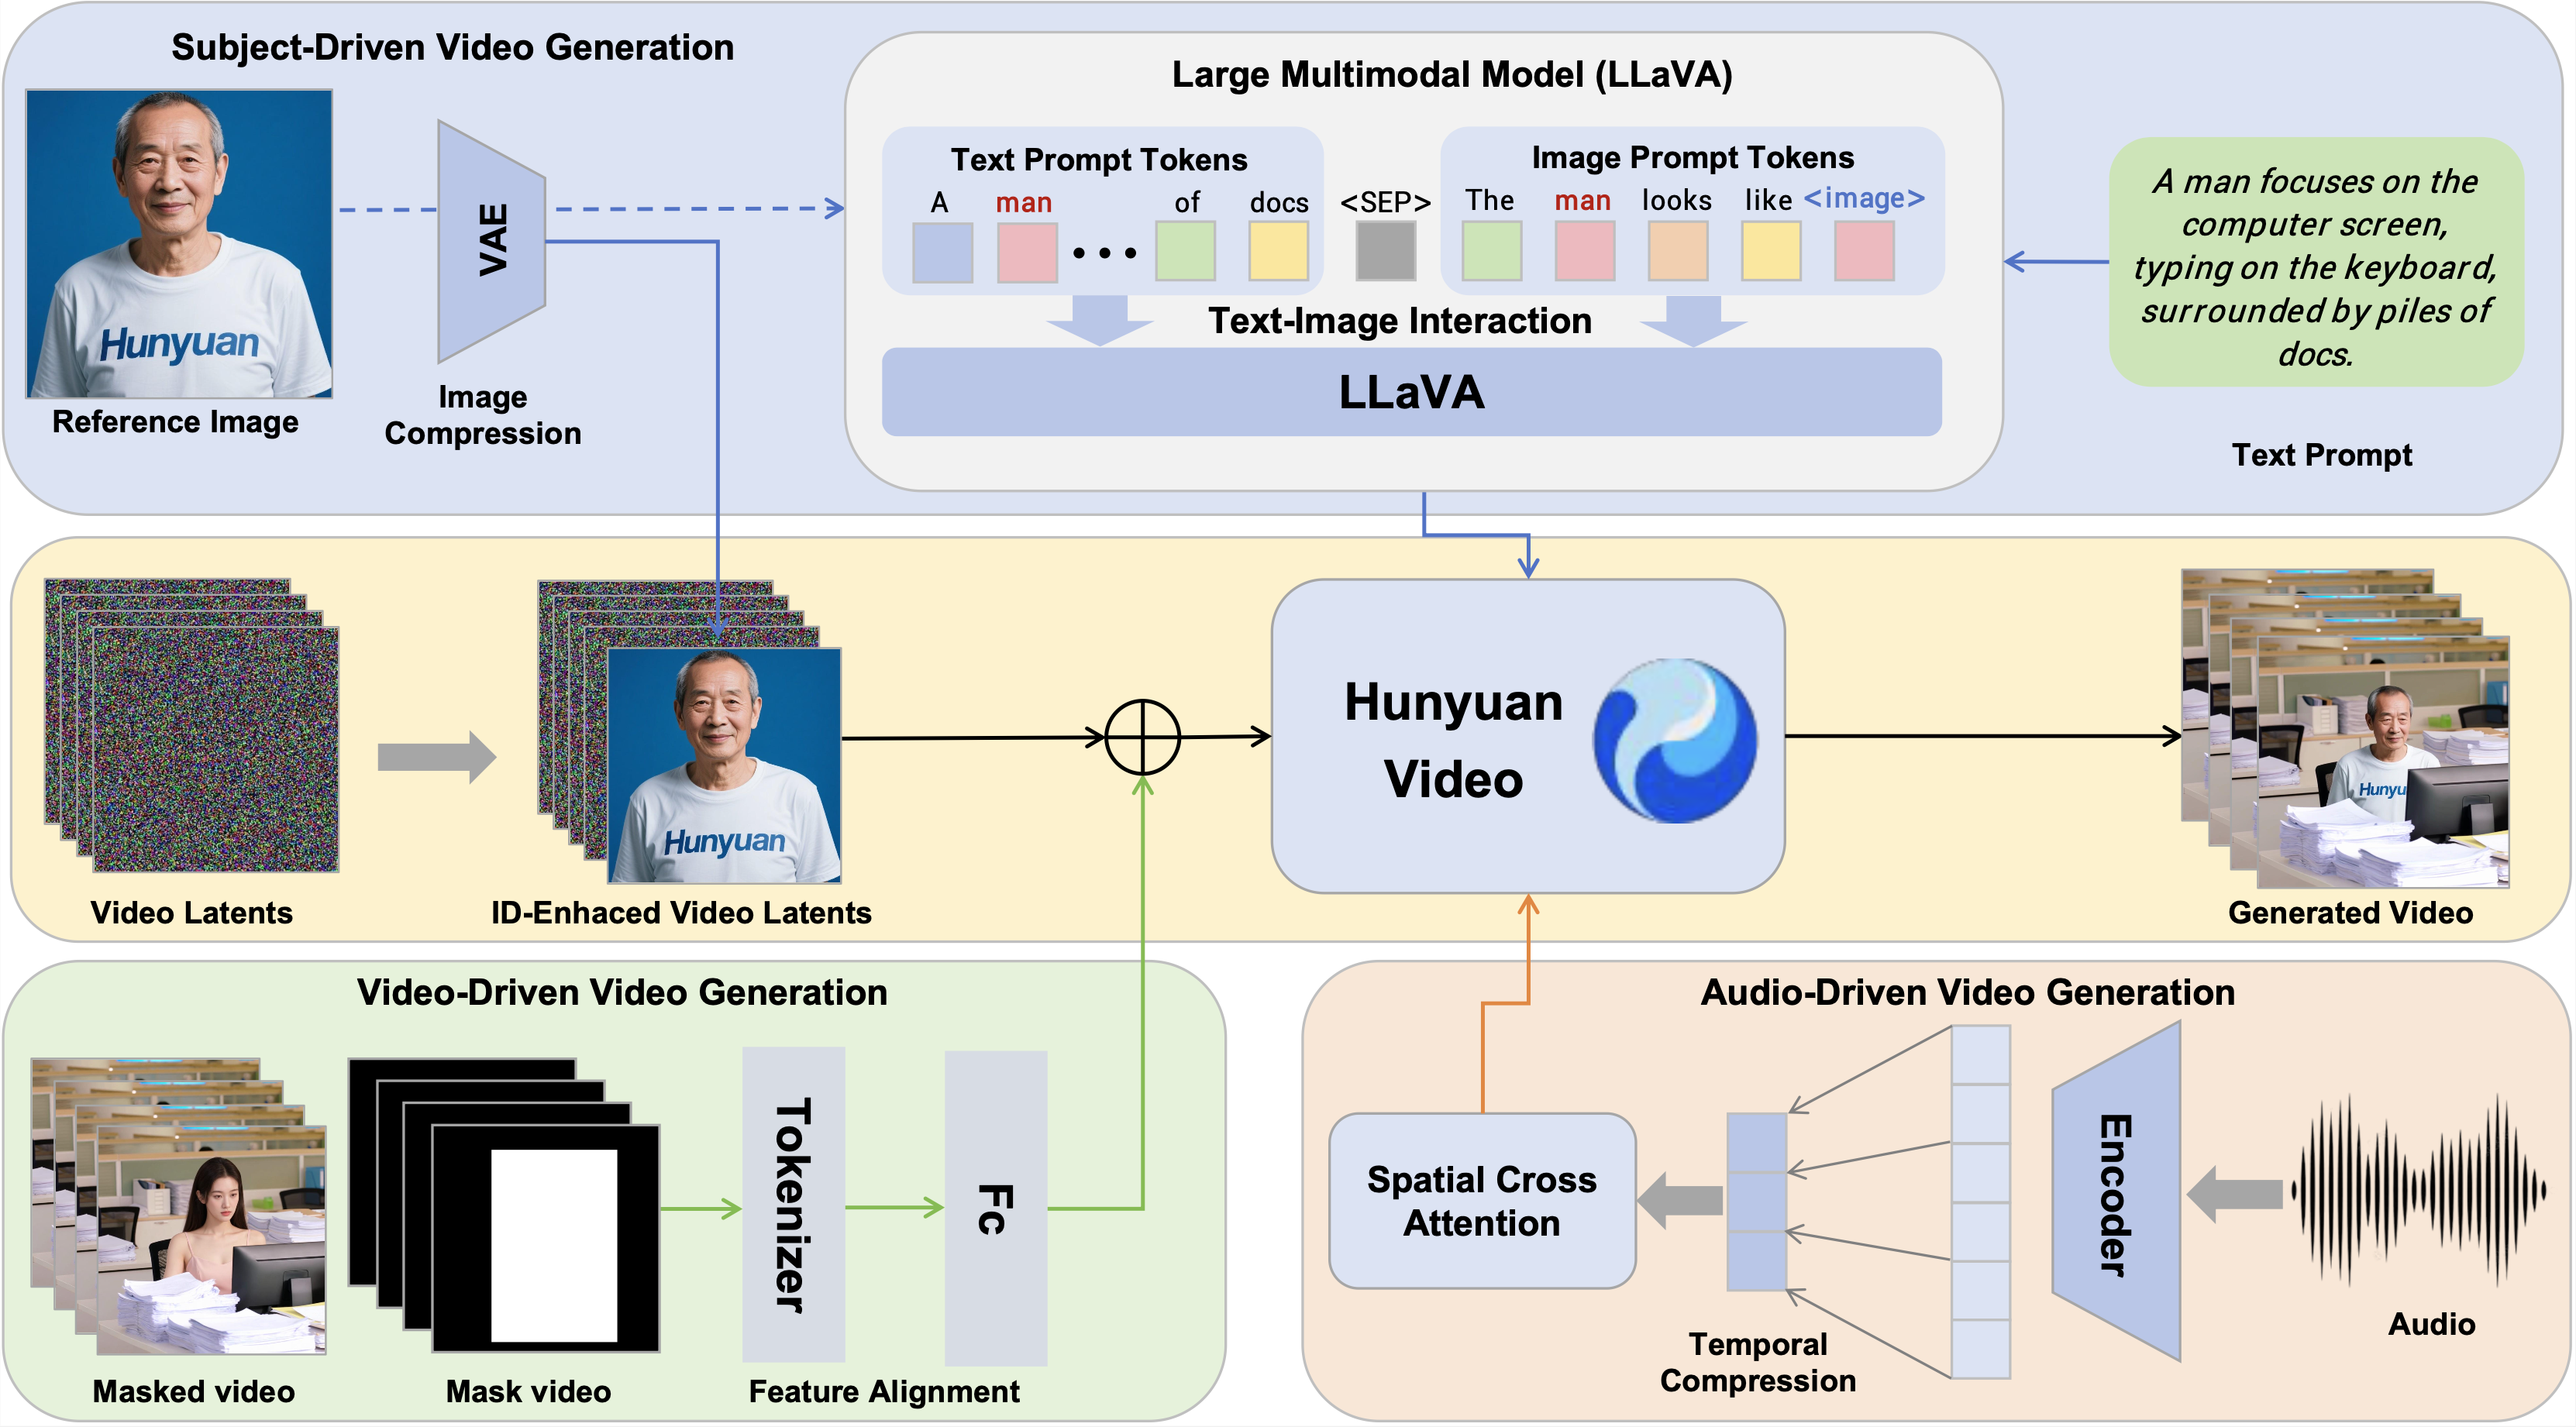 Subject-Driven Video Generation
Hunyuan
Reference Image
VAE
Image
Compression
Large Multimodal Model (LLaVA)
Text Prompt Tokens
A man of docs
<SEP>
Image Prompt Tokens
The man looks like <image>
Text-Image Interaction
LLaVA
A man focuses on the
computer screen,
typing on the keyboard,
surrounded by piles of
docs.
Text Prompt
Video Latents
Hunyuan
ID-Enhaced Video Latents
Hunyuan
Video
Hunyu
Generated Video
Video-Driven Video Generation
Masked video
Mask video
Tokenizer
Fc
Feature Alignment
Audio-Driven Video Generation
Spatial Cross
Attention
Temporal
Compression
Encoder
Audio